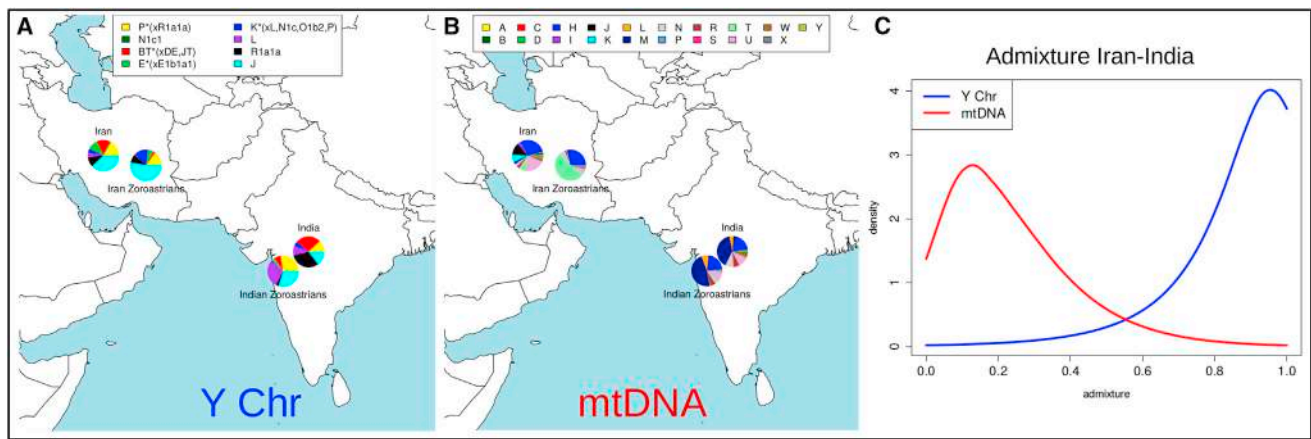 A
P*(xR1a1a) K*(xL,N1c,O1b2,P)
N1c1 L
BT*(xDE,JT) R1a1a
E*(xE1b1a1) J
Iran
Iran Zoroastrians
India
Indian Zoroastrians
Y Chr
B
A C H J L N R T W Y
B D I K M P S U X
Iran
Iran Zoroastrians
India
Indian Zoroastrians
mtDNA
C
Admixture Iran-India
Y Chr
mtDNA
density
4
3
2
1
0
0.0 0.2 0.4 0.6 0.8 1.0
admixture